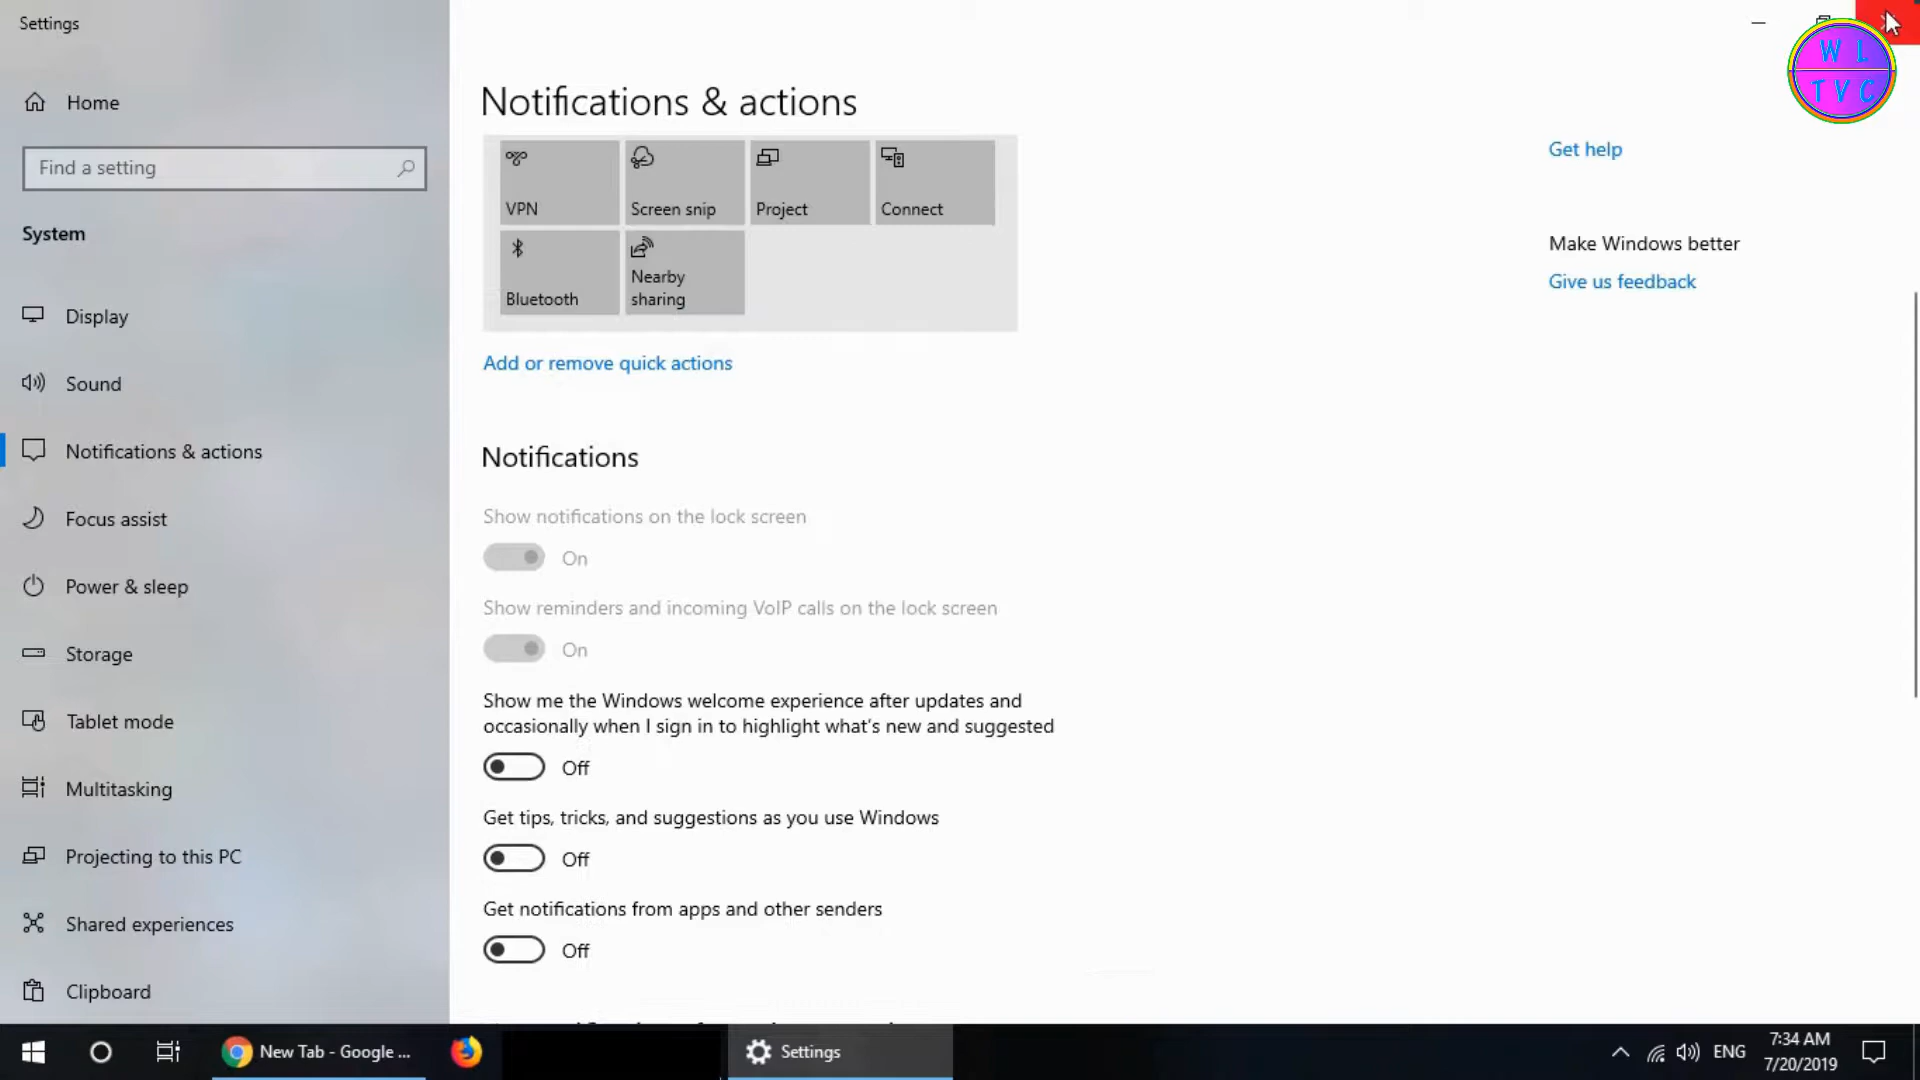 Settings
W L
T V C
Home
Find a setting
System
Display
Sound
Notifications & actions
Focus assist
Power & sleep
Storage
Tablet mode
Multitasking
Projecting to this PC
Shared experiences
Clipboard
Notifications & actions
VPN
Screen snip
Project
Connect
Bluetooth
Nearby
sharing
Add or remove quick actions
Notifications
Show notifications on the lock screen
On
Show reminders and incoming VoIP calls on the lock screen
On
Show me the Windows welcome experience after updates and
occasionally when I sign in to highlight what's new and suggested
Off
Get tips, tricks, and suggestions as you use Windows
Off
Get notifications from apps and other senders
Off
Get help
Make Windows better
Give us feedback
New Tab - Google ...
Settings
ENG
7:34 AM
7/20/2019